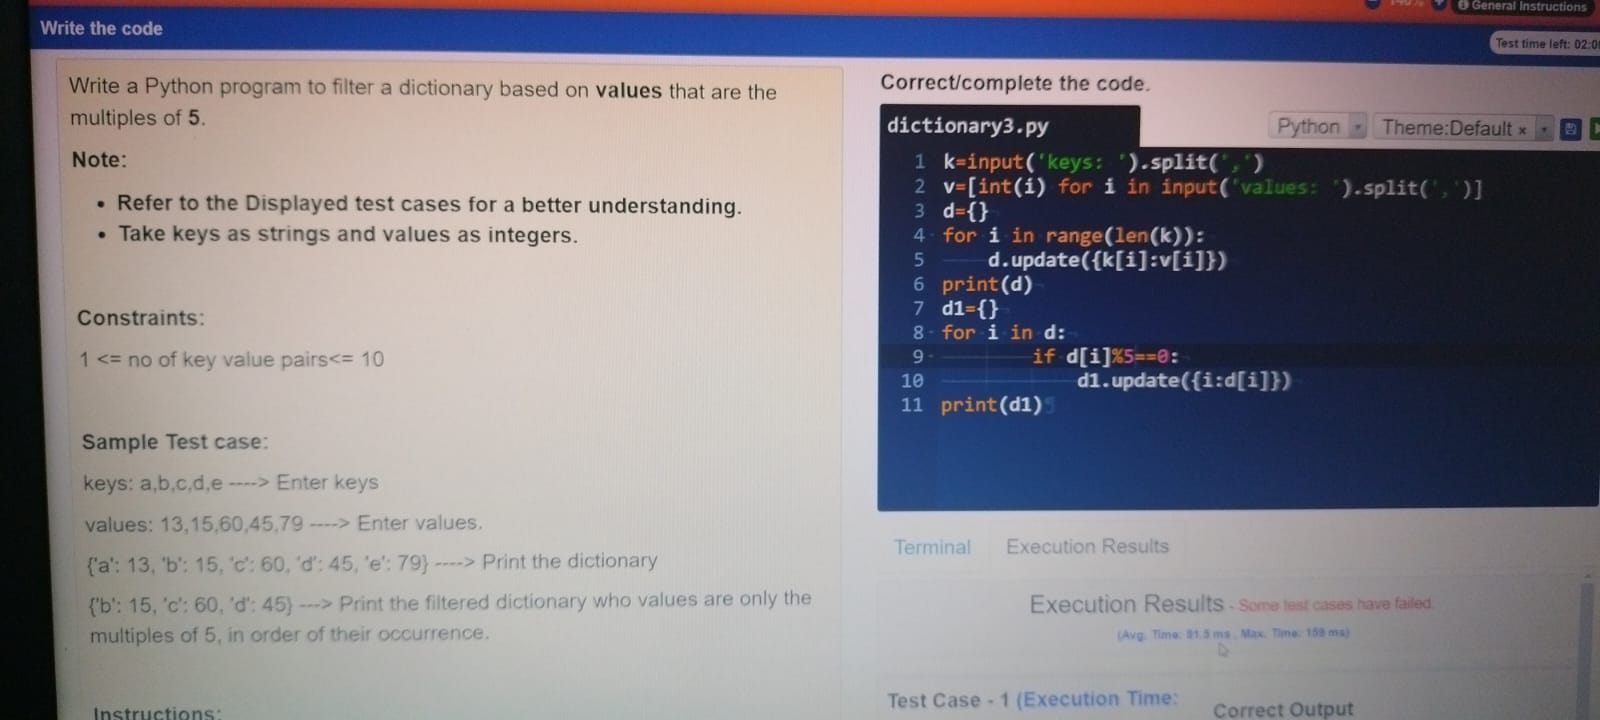 General Instructions
Write the code
Test time left: 02:0
Write a Python program to filter a dictionary based on values that are the
multiples of 5.
Note:
• Refer to the Displayed test cases for a better understanding.
• Take keys as strings and values as integers.
Constraints:
1 <= no of key value pairs<= 10
Sample Test case:
keys: a,b,c,d,e ----> Enter keys
values: 13,15,60,45,79 ----> Enter values.
{'a': 13, 'b': 15, 'c': 60, 'd': 45, 'e': 79} ----> Print the dictionary
{'b': 15, 'c': 60, 'd': 45} ---> Print the filtered dictionary who values are only the
multiples of 5, in order of their occurrence.
Instructions:
Correct/complete the code.
dictionary3.py
Python
Theme:Default ×
1 k=input('keys: ').split(',')
2 v=[int(i) for i in input('values: ').split(',')]
3 d={}
4 for i in range(len(k)):
5 d.update({k[i]:v[i]})
6 print(d)
7 d1={}
8 for i in d:
9 if d[i]%5==0:
10 d1.update({i:d[i]})
11 print(d1)
Terminal
Execution Results
Execution Results - Some test cases have failed.
(Avg. Time: 81.5 ms , Max. Time: 158 ms)
Test Case - 1 (Execution Time:
Correct Output